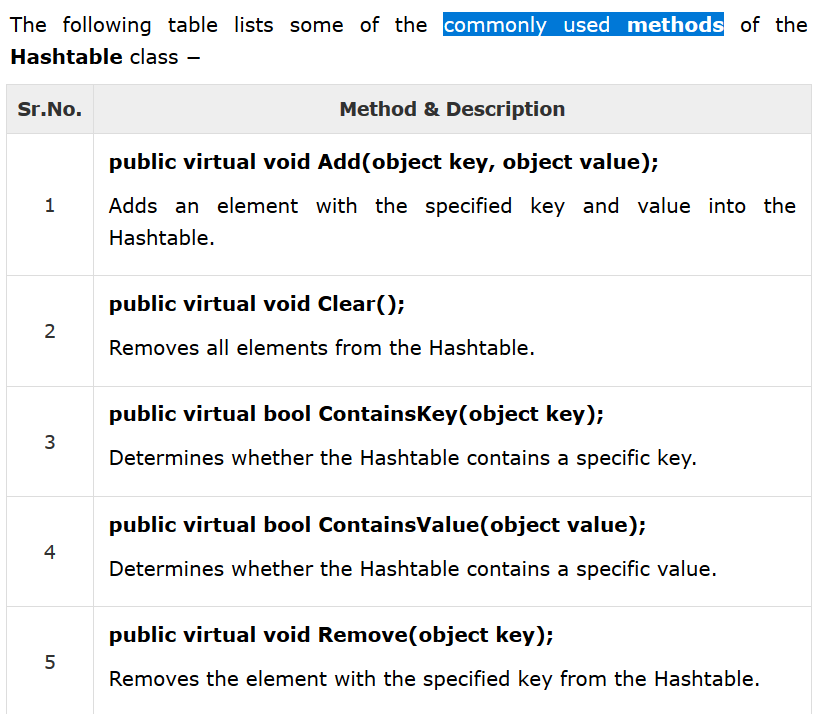 The following table lists some of the commonly used methods of the
Hashtable class −
Sr.No. Method & Description
public virtual void Add(object key, object value);
1 Adds an element with the specified key and value into the
Hashtable.
public virtual void Clear();
2
Removes all elements from the Hashtable.
public virtual bool ContainsKey(object key);
3
Determines whether the Hashtable contains a specific key.
public virtual bool ContainsValue(object value);
4
Determines whether the Hashtable contains a specific value.
public virtual void Remove(object key);
5
Removes the element with the specified key from the Hashtable.